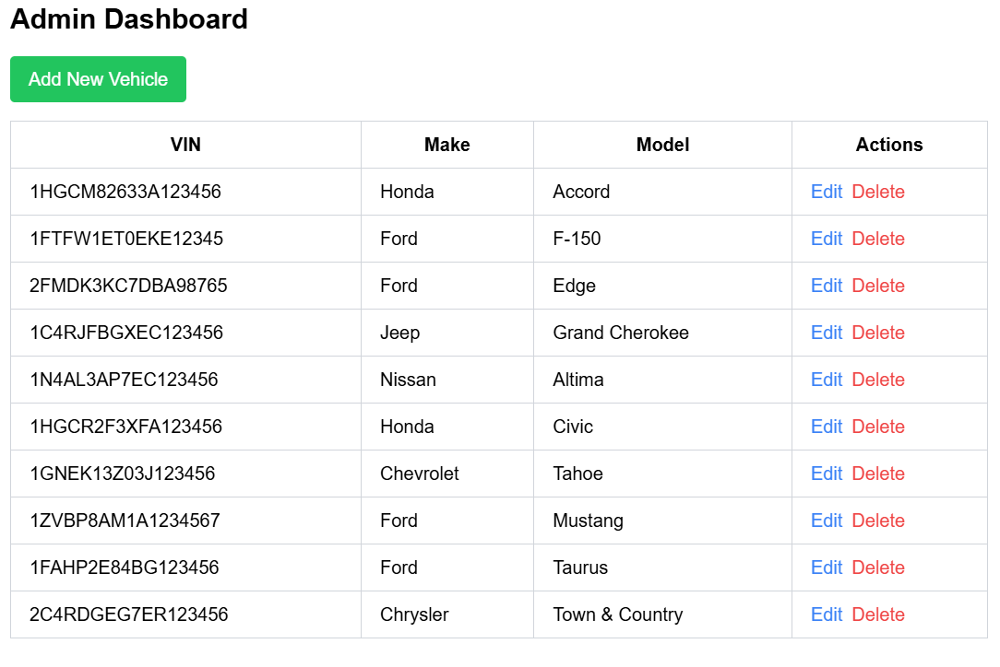 Admin Dashboard
Add New Vehicle
VIN Make Model Actions
1HGCM82633A123456 Honda Accord Edit Delete
1FTFW1ET0EKE12345 Ford F-150 Edit Delete
2FMDK3KC7DBA98765 Ford Edge Edit Delete
1C4RJFBGXEC123456 Jeep Grand Cherokee Edit Delete
1N4AL3AP7EC123456 Nissan Altima Edit Delete
1HGCR2F3XFA123456 Honda Civic Edit Delete
1GNEK13Z03J123456 Chevrolet Tahoe Edit Delete
1ZVBP8AM1A1234567 Ford Mustang Edit Delete
1FAHP2E84BG123456 Ford Taurus Edit Delete
2C4RDGEG7ER123456 Chrysler Town & Country Edit Delete